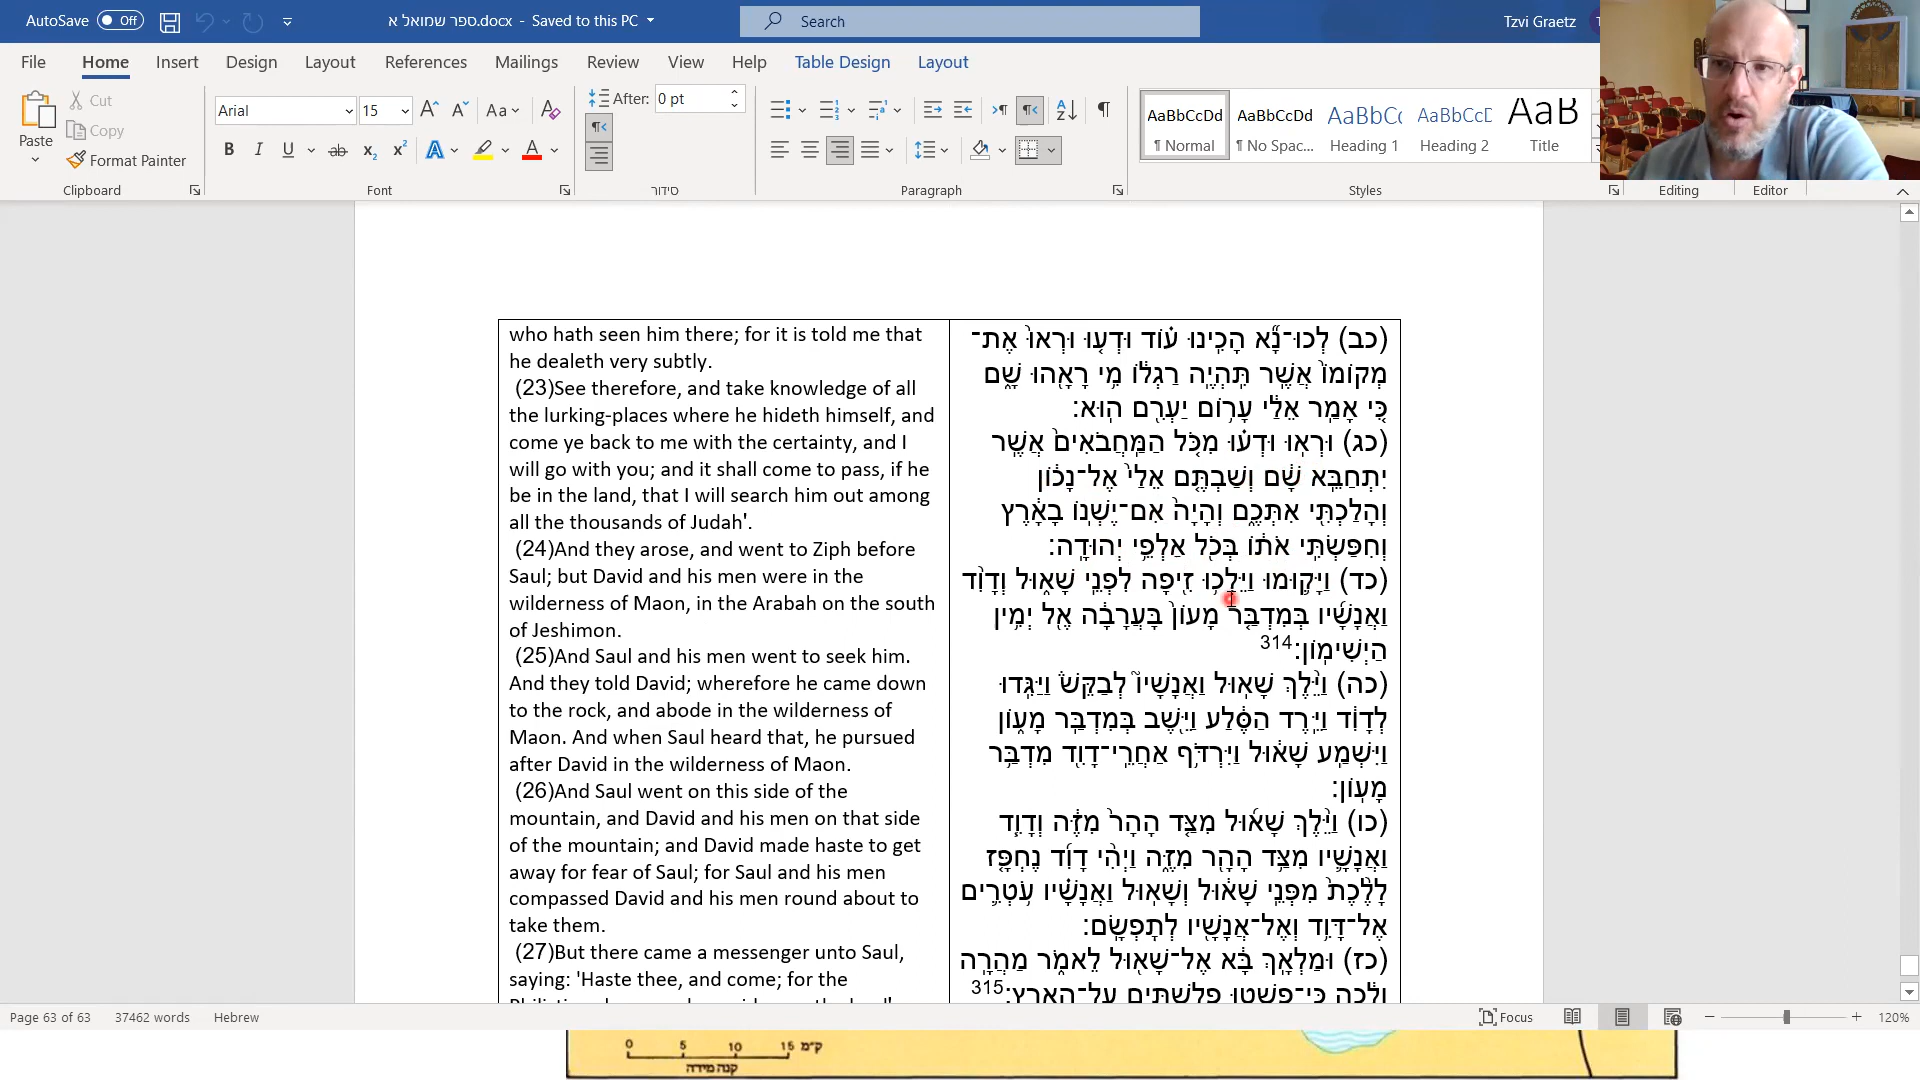 AutoSave Off ספר שמואל א.docx - Saved to this PC Search Tzvi Graetz
File Home Insert Design Layout References Mailings Review View Help Table Design Layout
Paste Cut Copy Format Painter
Arial 15 Aa
After: 0 pt
AaBbCcDd AaBbCcDd AaBbCc AaBbCcD AaB
¶ Normal ¶ No Spac... Heading 1 Heading 2 Title
Clipboard Font סידור Paragraph Styles Editing Editor
who hath seen him there; for it is told me that
he dealeth very subtly.
(23)See therefore, and take knowledge of all
the lurking-places where he hideth himself, and
come ye back to me with the certainty, and I
will go with you; and it shall come to pass, if he
be in the land, that I will search him out among
all the thousands of Judah'.
(24)And they arose, and went to Ziph before
Saul; but David and his men were in the
wilderness of Maon, in the Arabah on the south
of Jeshimon.
(25)And Saul and his men went to seek him.
And they told David; wherefore he came down
to the rock, and abode in the wilderness of
Maon. And when Saul heard that, he pursued
after David in the wilderness of Maon.
(26)And Saul went on this side of the
mountain, and David and his men on that side
of the mountain; and David made haste to get
away for fear of Saul; for Saul and his men
compassed David and his men round about to
take them.
(27)But there came a messenger unto Saul,
saying: 'Haste thee, and come; for the
(כב) לְכוּ־נָ֠א הָכִ֨ינוּ ע֜וֹד וּדְע֣וּ וּרְא֗וּ אֶת־
מְקוֹמוֹ֙ אֲשֶׁ֣ר תִּֽהְיֶ֣ה רַגְל֔וֹ מִ֥י רָאָ֖הוּ שָׁ֑ם
כִּ֚י אָמַ֣ר אֵלַ֔י עָר֥וֹם יַעְרִ֖ם הֽוּא׃
(כג) וּרְא֣וּ וּדְע֗וּ מִכֹּ֤ל הַמַּֽחֲבֹאִים֙ אֲשֶׁ֣ר
יִתְחַבֵּ֣א שָׁ֔ם וְשַׁבְתֶּ֤ם אֵלַי֙ אֶל־נָכ֔וֹן
וְהָלַכְתִּ֖י אִתְּכֶ֑ם וְהָיָה֙ אִם־יֶשְׁנ֣וֹ בָאָ֔רֶץ
וְחִפַּשְׂתִּ֣י אֹת֔וֹ בְּכֹ֖ל אַלְפֵ֥י יְהוּדָֽה׃
(כד) וַיָּק֛וּמוּ וַיֵּלְכ֥וּ זִ֖יפָה לִפְנֵ֣י שָׁא֑וּל וְדָוִ֨ד
וַאֲנָשָׁ֜יו בְּמִדְבַּ֤ר מָעוֹן֙ בָּעֲרָבָ֔ה אֶ֖ל יְמִ֥ין
הַיְשִׁימֽוֹן׃314
(כה) וַיֵּ֨לֶךְ שָׁא֣וּל וַאֲנָשָׁיו֮ לְבַקֵּשׁ֒ וַיַּגִּ֣דוּ
לְדָוִ֔ד וַיֵּ֣רֶד הַסֶּ֔לַע וַיֵּ֖שֶׁב בְּמִדְבַּ֣ר מָע֑וֹן
וַיִּשְׁמַ֣ע שָׁא֔וּל וַיִּרְדֹּ֥ף אַחֲרֵֽי־דָוִ֖ד מִדְבַּ֥ר
מָעֽוֹן׃
(כו) וַיֵּ֨לֶךְ שָׁא֜וּל מִצַּ֤ד הָהָר֙ מִזֶּ֔ה וְדָוִ֧ד
וַאֲנָשָׁ֛יו מִצַּ֥ד הָהָ֖ר מִזֶּ֑ה וַיְהִ֨י דָוִ֜ד נֶחְפָּ֤ז
לָלֶ֙כֶת֙ מִפְּנֵ֣י שָׁא֔וּל וְשָׁא֣וּל וַאֲנָשָׁ֗יו עֹֽטְרִ֛ים
אֶל־דָּוִ֥ד וְאֶל־אֲנָשָׁ֖יו לְתָפְשָֽׂם׃
(כז) וּמַלְאָ֣ךְ בָּ֔א אֶל־שָׁא֖וּל לֵאמֹ֑ר מַהֲרָ֣ה
וְלֵ֔כָה כִּֽי־פָשְׁט֥וּ פְלִשְׁתִּ֖ים עַל־הָאָֽרֶץ׃315
Page 63 of 63 37462 words Hebrew Focus 120%
0 5 10 15 ק״מ
קנה מידה